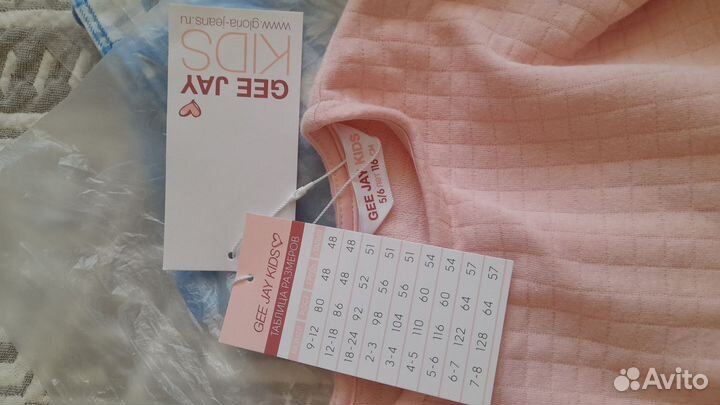 GEE JAY
KIDS
www.gloria-jeans.ru
GEE JAY KIDS
5/6 ЛЕТ 116 СМ
GEE JAY KIDS
ТАБЛИЦА РАЗМЕРОВ
РОСТ
9-12 80 48 48
12-18 86 48 48
18-24 92 52 51
2-3 98 56 51
3-4 104 56 51
4-5 110 60 54
5-6 116 60 54
6-7 122 64 57
7-8 128 64 57
Avito